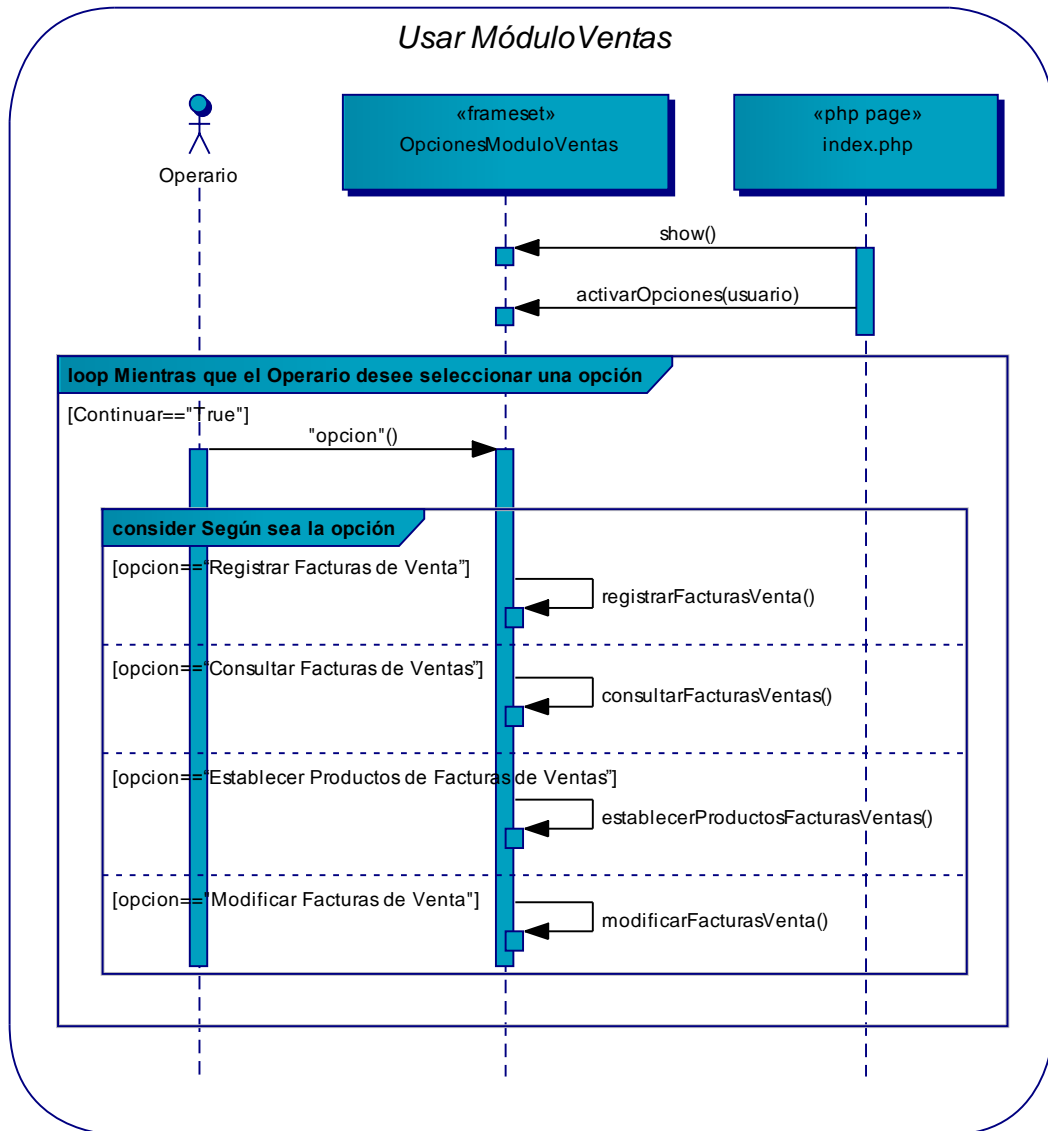 Usar MóduloVentas
Operario
«frameset»
OpcionesModuloVentas
«php page»
index.php
show()
activarOpciones(usuario)
loop Mientras que el Operario desee seleccionar una opción
[Continuar=="True"]
"opcion"()
consider Según sea la opción
[opcion==“Registrar Facturas de Venta”]
registrarFacturasVenta()
[opcion==“Consultar Facturas de Ventas”]
consultarFacturasVentas()
[opcion==“Establecer Productos de Facturas de Ventas”]
establecerProductosFacturasVentas()
[opcion=="Modificar Facturas de Venta"]
modificarFacturasVenta()